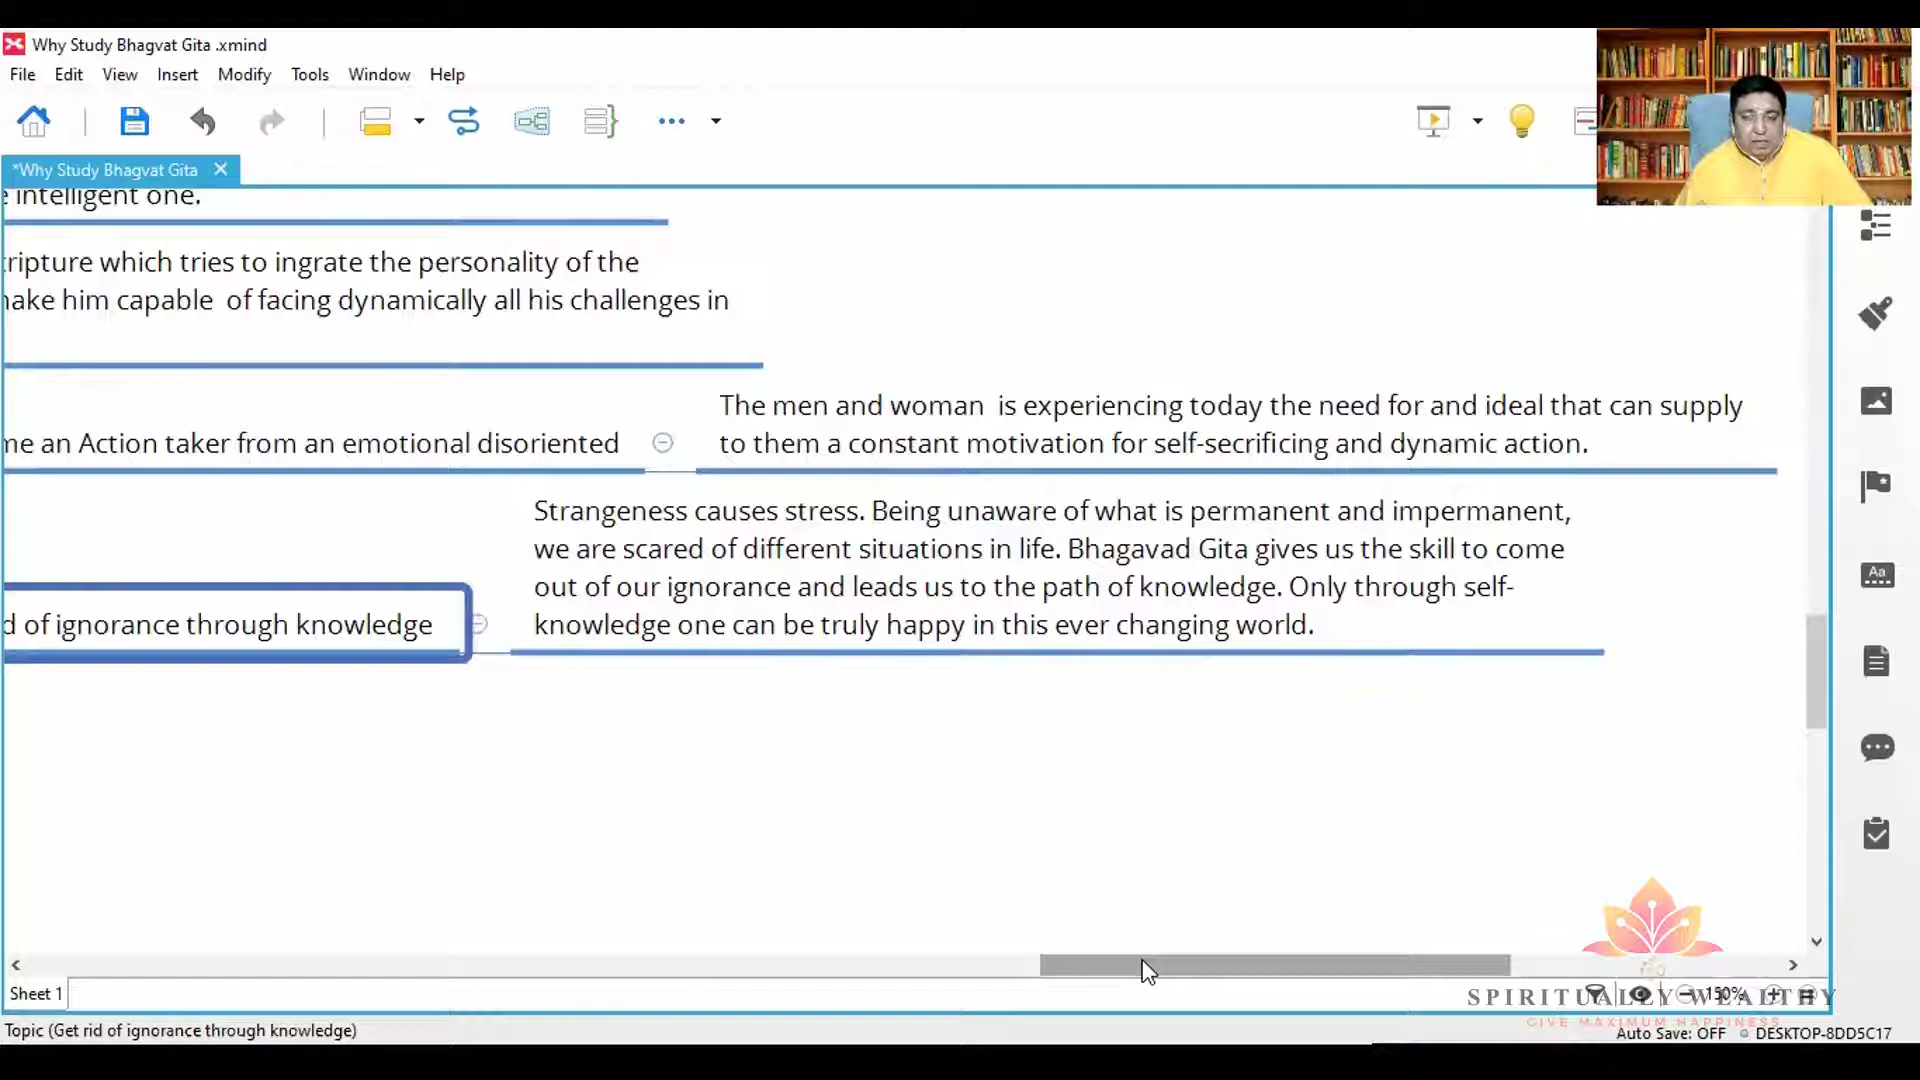 Why Study Bhagvat Gita .xmind
File Edit View Insert Modify Tools Window Help
*Why Study Bhagvat Gita
intelligent one.
ripture which tries to ingrate the personality of the
ake him capable of facing dynamically all his challenges in
The men and woman is experiencing today the need for and ideal that can supply
me an Action taker from an emotional disoriented
to them a constant motivation for self-secrificing and dynamic action.
Strangeness causes stress. Being unaware of what is permanent and impermanent,
we are scared of different situations in life. Bhagavad Gita gives us the skill to come
out of our ignorance and leads us to the path of knowledge. Only through self-
d of ignorance through knowledge
knowledge one can be truly happy in this ever changing world.
Aa
Sheet 1
150%
SPIRITUALLY WEALTHY
GIVE MAXIMUM HAPPINESS
Topic (Get rid of ignorance through knowledge)
Auto Save: OFF
DESKTOP-8DD5C17